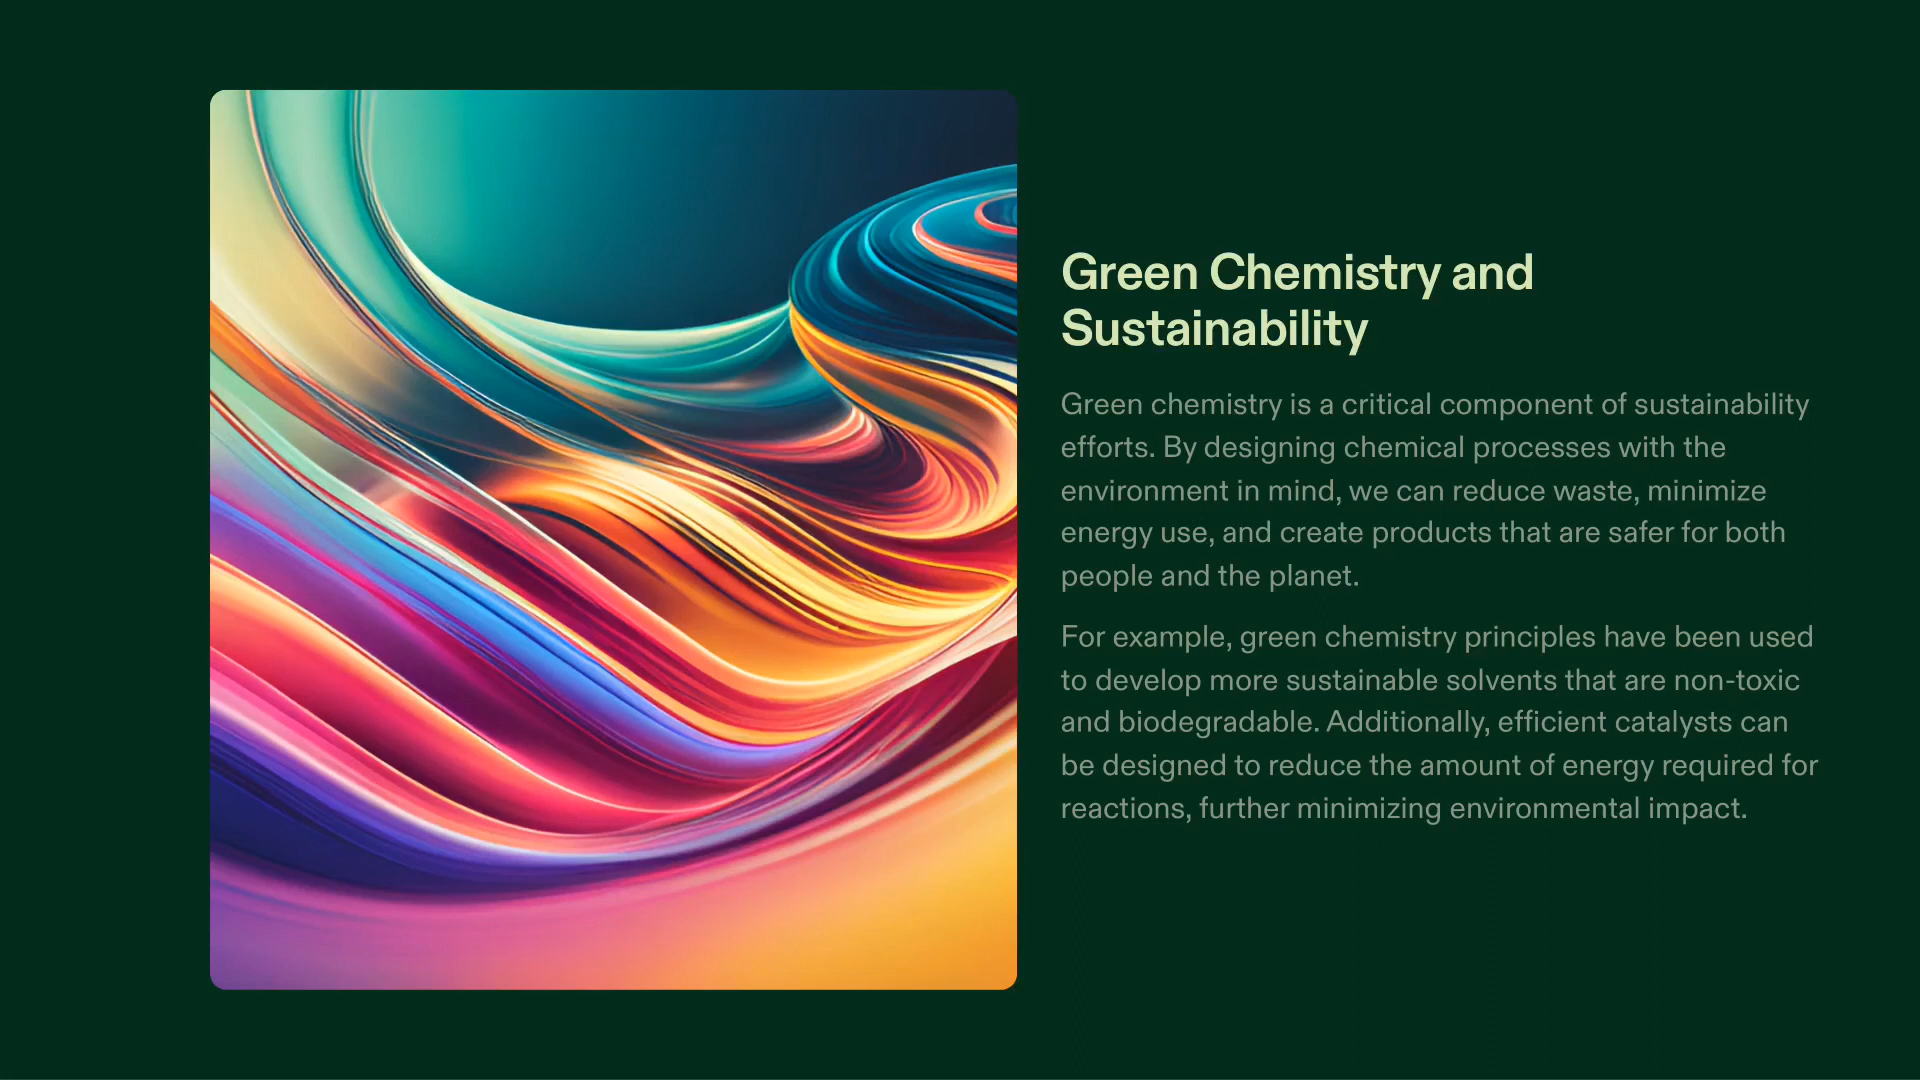 Green Chemistry and
Sustainability
Green chemistry is a critical component of sustainability
efforts. By designing chemical processes with the
environment in mind, we can reduce waste, minimize
energy use, and create products that are safer for both
people and the planet.
For example, green chemistry principles have been used
to develop more sustainable solvents that are non-toxic
and biodegradable. Additionally, efficient catalysts can
be designed to reduce the amount of energy required for
reactions, further minimizing environmental impact.